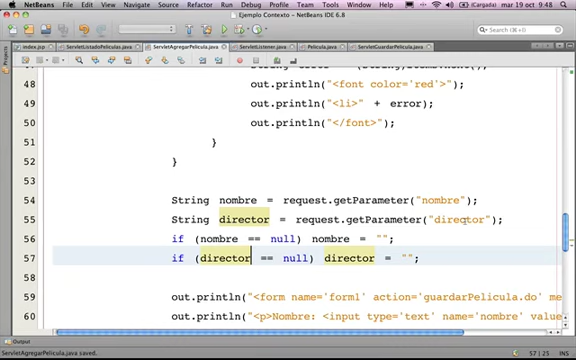 NetBeans File Edit View Navigate Source Refactor Run Debug Profile Team Tools Window Help (Cargada) mar 19 oct 9:48
Ejemplo Contexto - NetBeans IDE 6.8
index.jsp ServletListadoPeliculas.java ServletAgregarPelicula.java ServletListener.java ServletGuardarPelicula.java
Projects
48 out.println("<font color='red'>");
49 out.println("<li>" + error);
50 out.println("</font>");
51 }
52 }
53
54 String nombre = request.getParameter("nombre");
55 String director = request.getParameter("director");
56 if (nombre == null) nombre = "";
57 if (director == null) director = "";
58
59 out.println("<form name='form1' action='guardarPelicula.do' me
60 out.println("<p>Nombre: <input type='text' name='nombre' value
Output
ServletAgregarPelicula.java saved. 57:25 INS